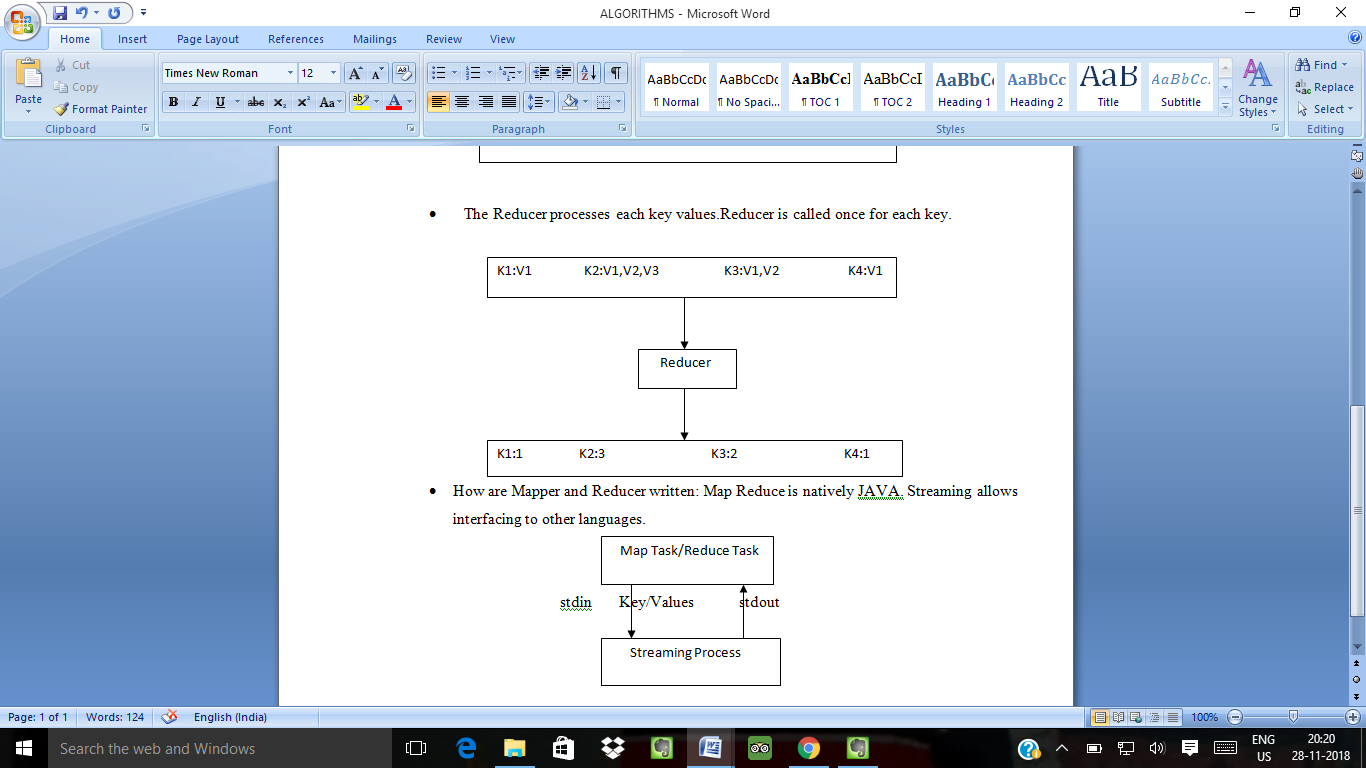 ALGORITHMS - Microsoft Word
Home Insert Page Layout References Mailings Review View
Paste
Cut
Copy
Format Painter
Clipboard
Times New Roman 12
B I U abc x₂ x² Aa
Font
Paragraph
AaBbCcDc AaBbCcDc AaBbCcI AaBbCcI AaBbCc AaBbCc AaB AaBbCc.
¶ Normal ¶ No Spaci... ¶ TOC 1 ¶ TOC 2 Heading 1 Heading 2 Title Subtitle
Change
Styles
Styles
Find
Replace
Select
Editing
• The Reducer processes each key values.Reducer is called once for each key.
K1:V1 K2:V1,V2,V3 K3:V1,V2 K4:V1
Reducer
K1:1 K2:3 K3:2 K4:1
• How are Mapper and Reducer written: Map Reduce is natively JAVA. Streaming allows
interfacing to other languages.
Map Task/Reduce Task
stdin Key/Values stdout
Streaming Process
Page: 1 of 1 Words: 124 English (India) 100%
Search the web and Windows
ENG
US
20:20
28-11-2018